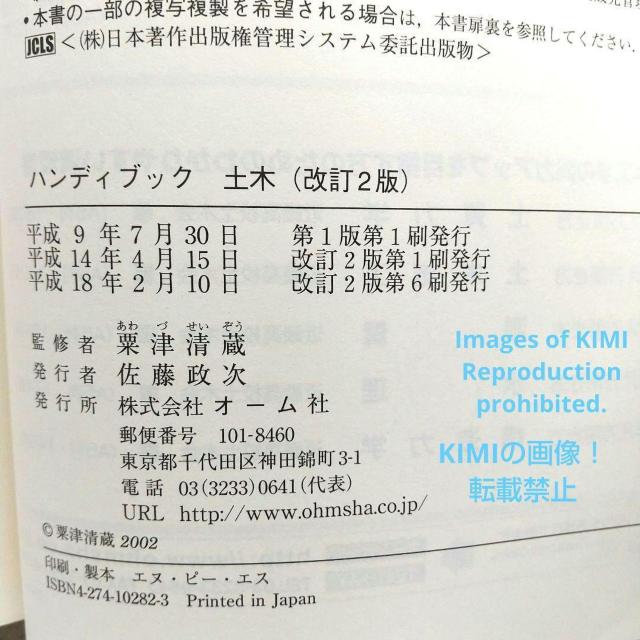 ・本書の一部の複写複製を希望される場合は，本書扉裏を参照してください．
JCLS <（株）日本著作出版権管理システム委託出版物>
ハンディブック 土木（改訂２版）
平成 9 年 7 月 30 日 第１版第１刷発行
平成 14 年 4 月 15 日 改訂２版第１刷発行
平成 18 年 2 月 10 日 改訂２版第６刷発行
あわ づ せい ぞう
監修者 粟津清蔵
発行者 佐藤政次
発行所 株式会社 オーム社
郵便番号 101-8460
東京都千代田区神田錦町3-1
電話 03(3233)0641(代表)
URL http://www.ohmsha.co.jp/
© 粟津清蔵 2002
印刷・製本 エヌ・ピー・エス
ISBN4-274-10282-3 Printed in Japan
Images of KIMI
Reproduction
prohibited.
KIMIの画像！
転載禁止